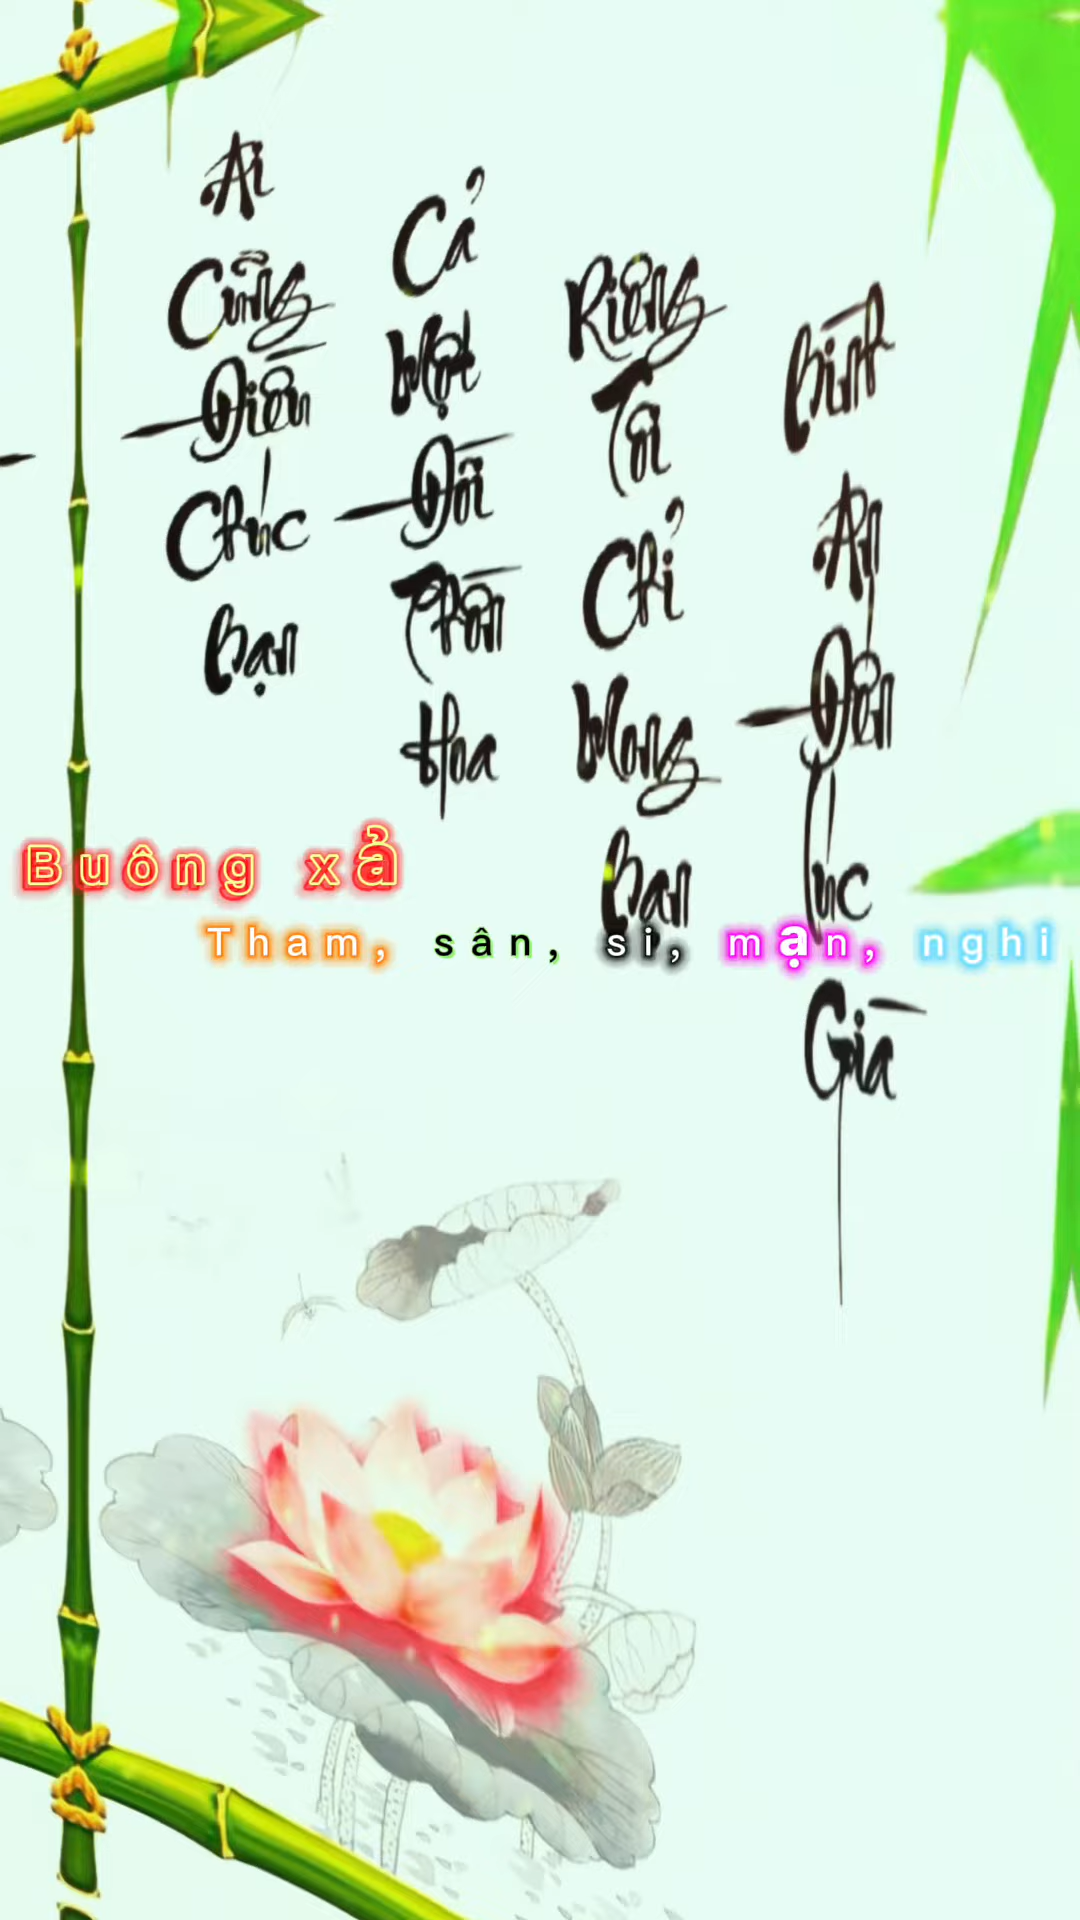 Ai Cũng Điều Chúc Bạn
Cả Một Đời Trồn Hoa
Riêng Tôi Chỉ Mong Bạn
Bình An Đến Lúc Già
Buông xả
Tham, sân, si, mạn, nghi